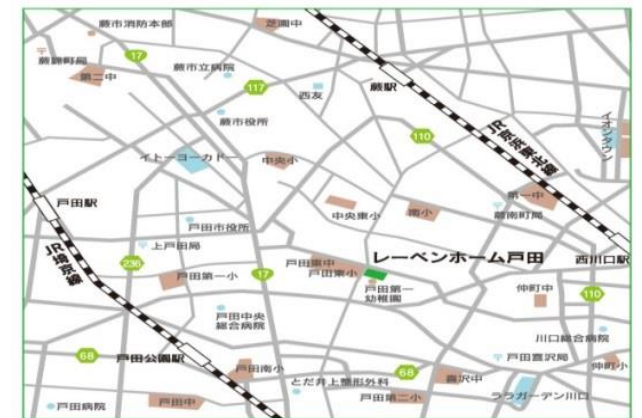 蕨市消防本部
芝園中
17
蕨錦町局
第二中
蕨市立病院
117
西友
蕨駅
蕨市役所
110
JR京浜東北線
イオンタウン
イトーヨーカドー
中央小
第一中
戸田駅
中央東小
南小
蕨南町局
戸田市役所
上戸田局
JR埼京線
236
戸田東中
戸田東小
レーベンホーム戸田
西川口駅
戸田第一小
17
戸田第一
幼稚園
仲町中
110
戸田中央
総合病院
川口総合病院
68
戸田公園駅
戸田南小
68
戸田喜沢局
仲町小
とだ井上整形外科
喜沢中
戸田病院
戸田中
戸田第二小
ララガーデン川口